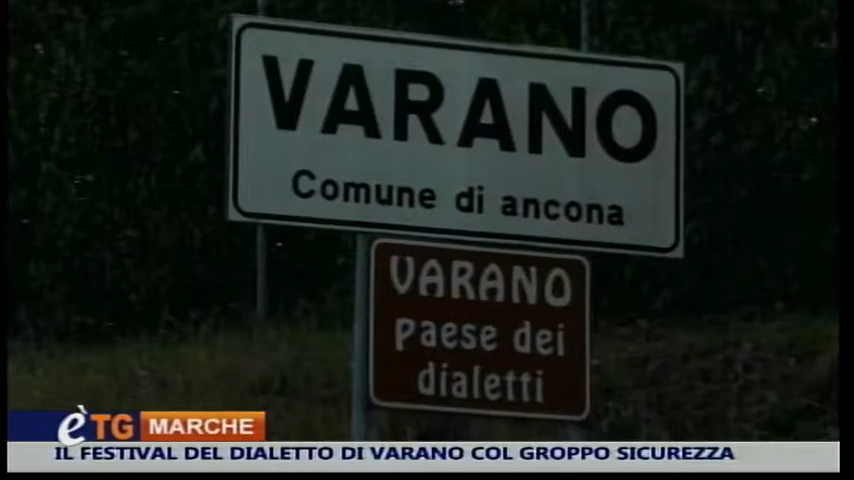 VARANO
Comune di ancona
VARANO
paese dei
dialetti
èTG MARCHE
IL FESTIVAL DEL DIALETTO DI VARANO COL GROPPO SICUREZZA